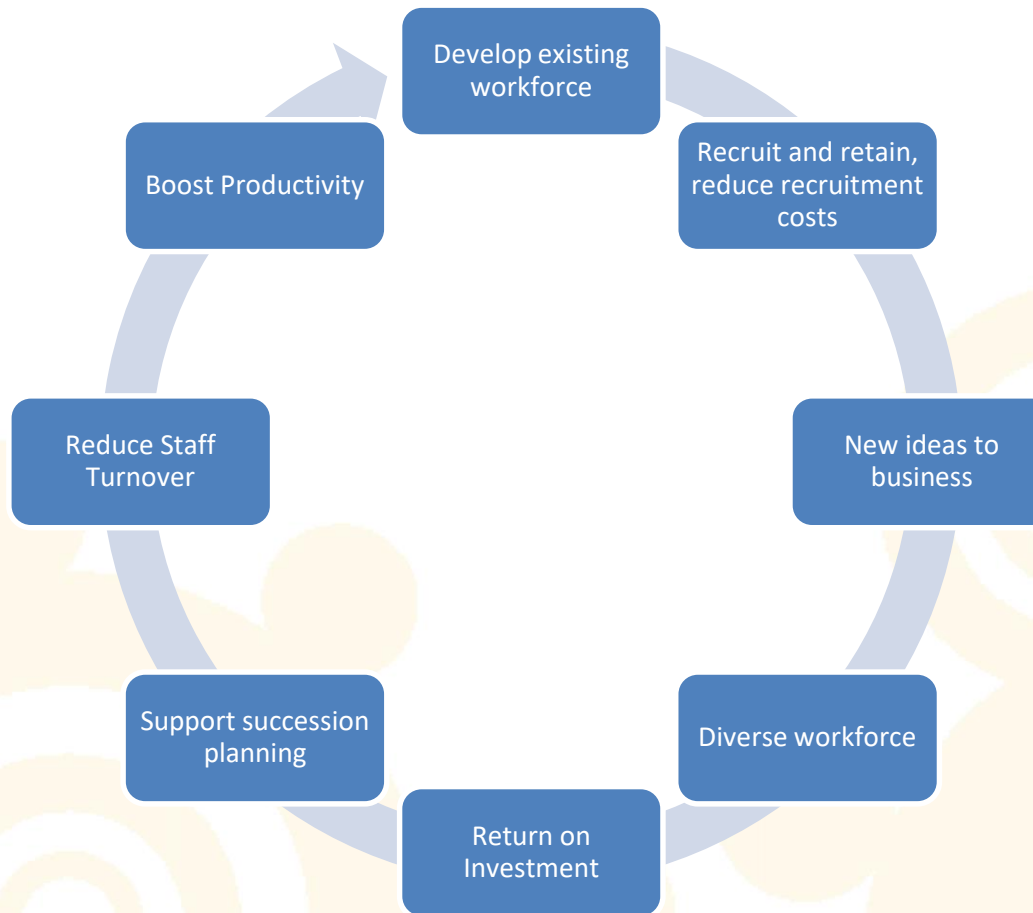 Develop existing
workforce
Recruit and retain,
reduce recruitment
costs
New ideas to
business
Diverse workforce
Return on
Investment
Support succession
planning
Reduce Staff
Turnover
Boost Productivity